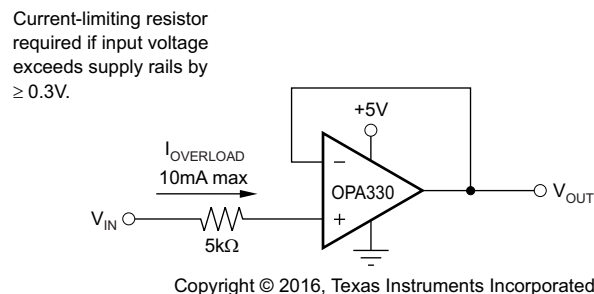 Current-limiting resistor
required if input voltage
exceeds supply rails by
≥ 0.3V.
+5V
I_OVERLOAD
10mA max
−
OPA330
V_OUT
V_IN
+
5kΩ
Copyright © 2016, Texas Instruments Incorporated